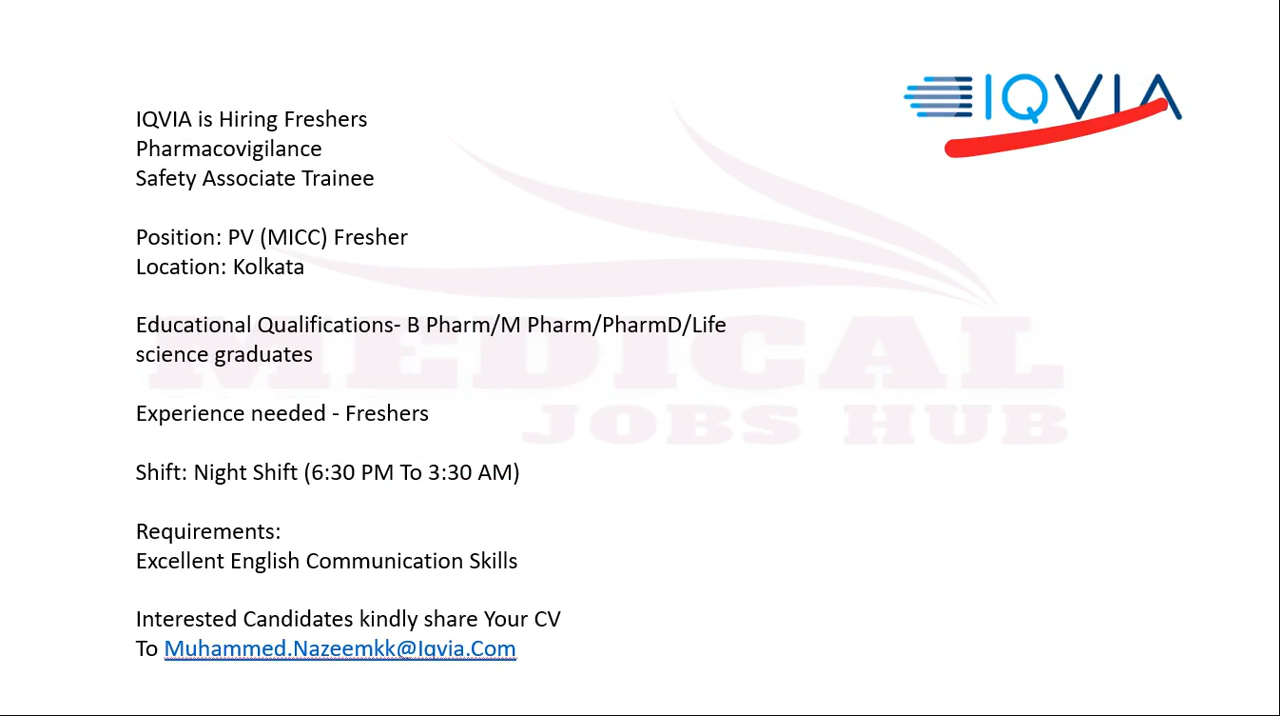 IQVIA
IQVIA is Hiring Freshers
Pharmacovigilance
Safety Associate Trainee
Position: PV (MICC) Fresher
Location: Kolkata
Educational Qualifications- B Pharm/M Pharm/PharmD/Life
science graduates
MEDICAL
JOBS HUB
Experience needed - Freshers
Shift: Night Shift (6:30 PM To 3:30 AM)
Requirements:
Excellent English Communication Skills
Interested Candidates kindly share Your CV
To Muhammed.Nazeemkk@Iqvia.Com